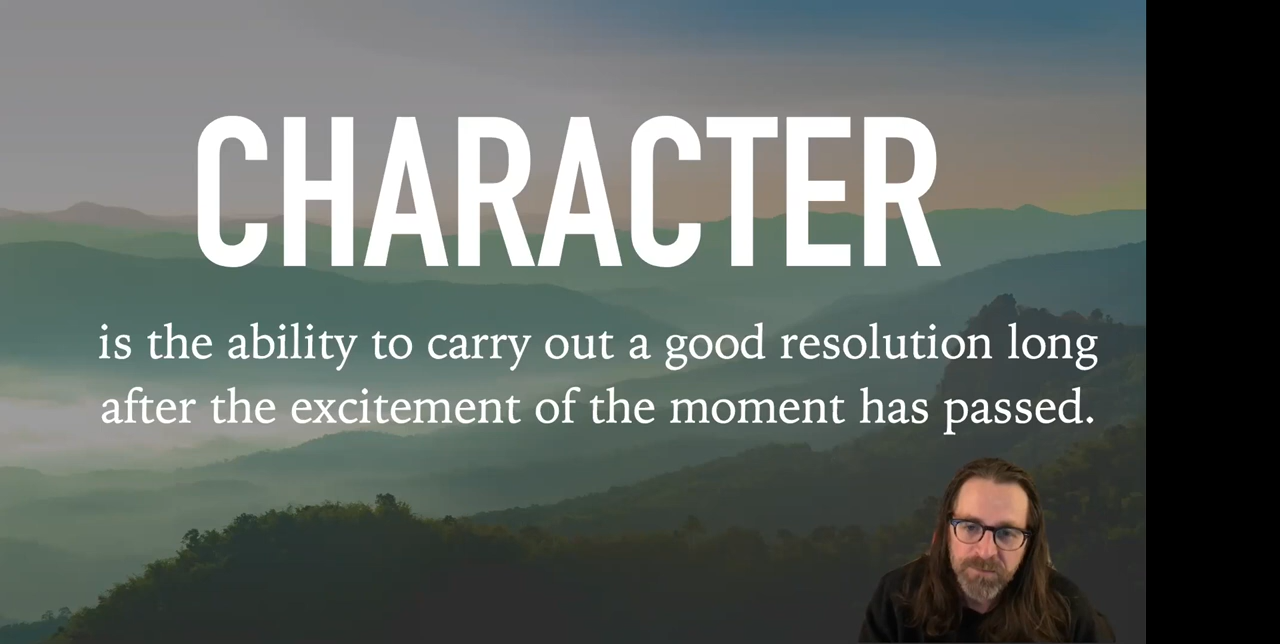 CHARACTER
is the ability to carry out a good resolution long
after the excitement of the moment has passed.